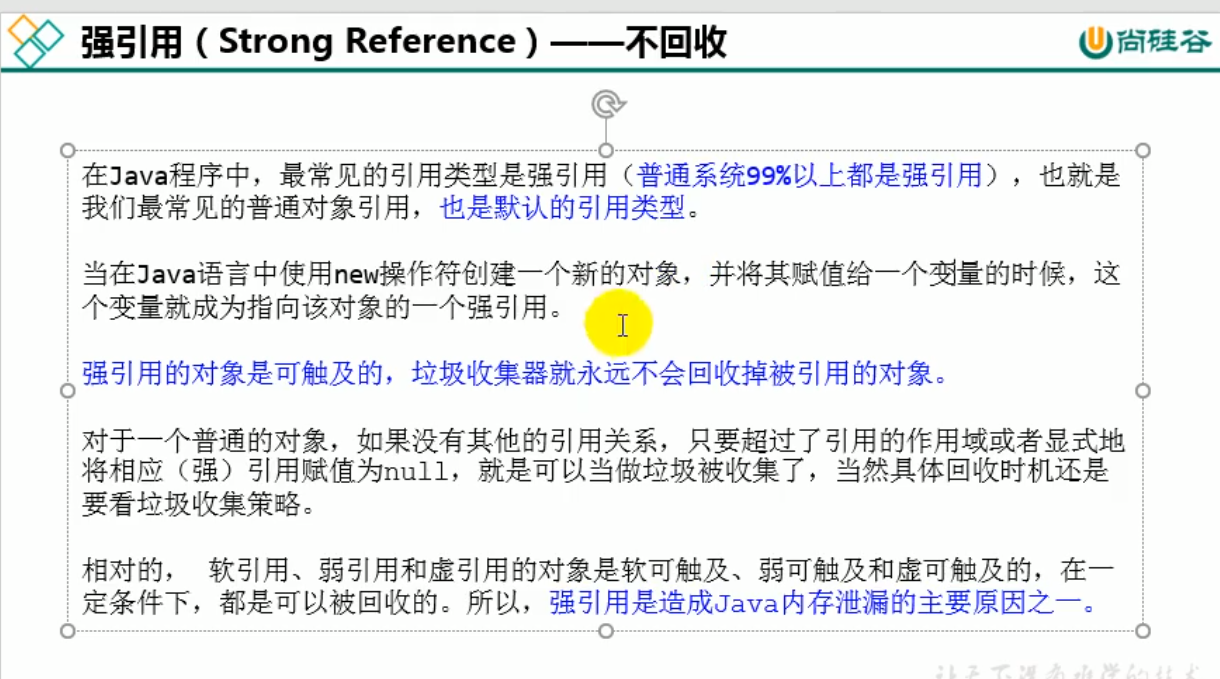 强引用（Strong Reference）——不回收
尚硅谷
在Java程序中，最常见的引用类型是强引用（普通系统99%以上都是强引用），也就是
我们最常见的普通对象引用，也是默认的引用类型。
当在Java语言中使用new操作符创建一个新的对象，并将其赋值给一个变量的时候，这
个变量就成为指向该对象的一个强引用。
强引用的对象是可触及的，垃圾收集器就永远不会回收掉被引用的对象。
对于一个普通的对象，如果没有其他的引用关系，只要超过了引用的作用域或者显式地
将相应（强）引用赋值为null，就是可以当做垃圾被收集了，当然具体回收时机还是
要看垃圾收集策略。
相对的， 软引用、弱引用和虚引用的对象是软可触及、弱可触及和虚可触及的，在一
定条件下，都是可以被回收的。所以，强引用是造成Java内存泄漏的主要原因之一。